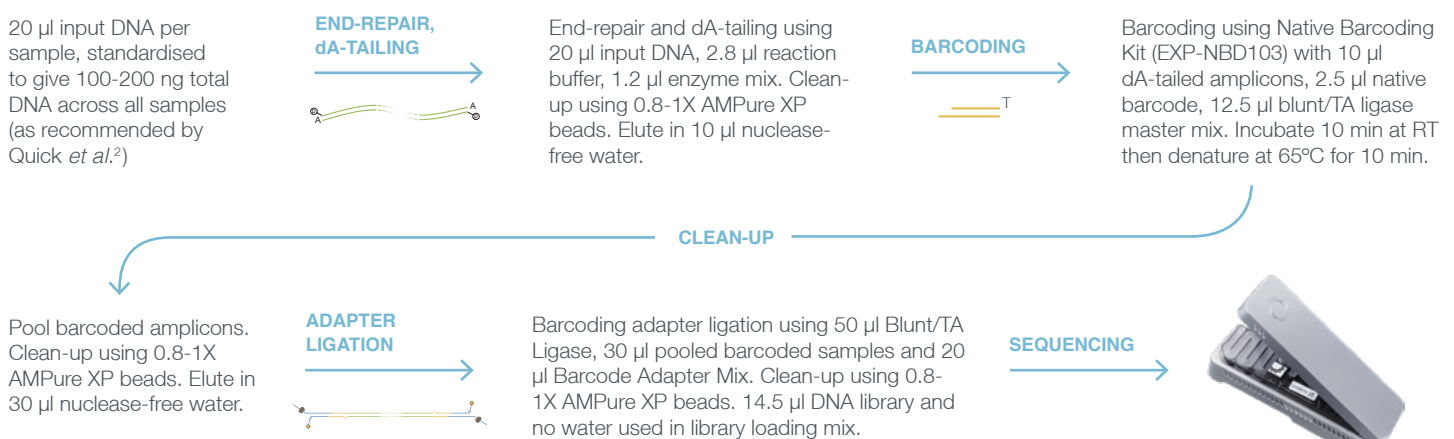 20 µl input DNA per
sample, standardised
to give 100-200 ng total
DNA across all samples
(as recommended by
Quick et al.²)
END-REPAIR,
dA-TAILING
A
A
End-repair and dA-tailing using
20 µl input DNA, 2.8 µl reaction
buffer, 1.2 µl enzyme mix. Clean-
up using 0.8-1X AMPure XP
beads. Elute in 10 µl nuclease-
free water.
BARCODING
T
Barcoding using Native Barcoding
Kit (EXP-NBD103) with 10 µl
dA-tailed amplicons, 2.5 µl native
barcode, 12.5 µl blunt/TA ligase
master mix. Incubate 10 min at RT
then denature at 65ºC for 10 min.
CLEAN-UP
Pool barcoded amplicons.
Clean-up using 0.8-1X
AMPure XP beads. Elute in
30 µl nuclease-free water.
ADAPTER
LIGATION
Barcoding adapter ligation using 50 µl Blunt/TA
Ligase, 30 µl pooled barcoded samples and 20
µl Barcode Adapter Mix. Clean-up using 0.8-
1X AMPure XP beads. 14.5 µl DNA library and
no water used in library loading mix.
SEQUENCING